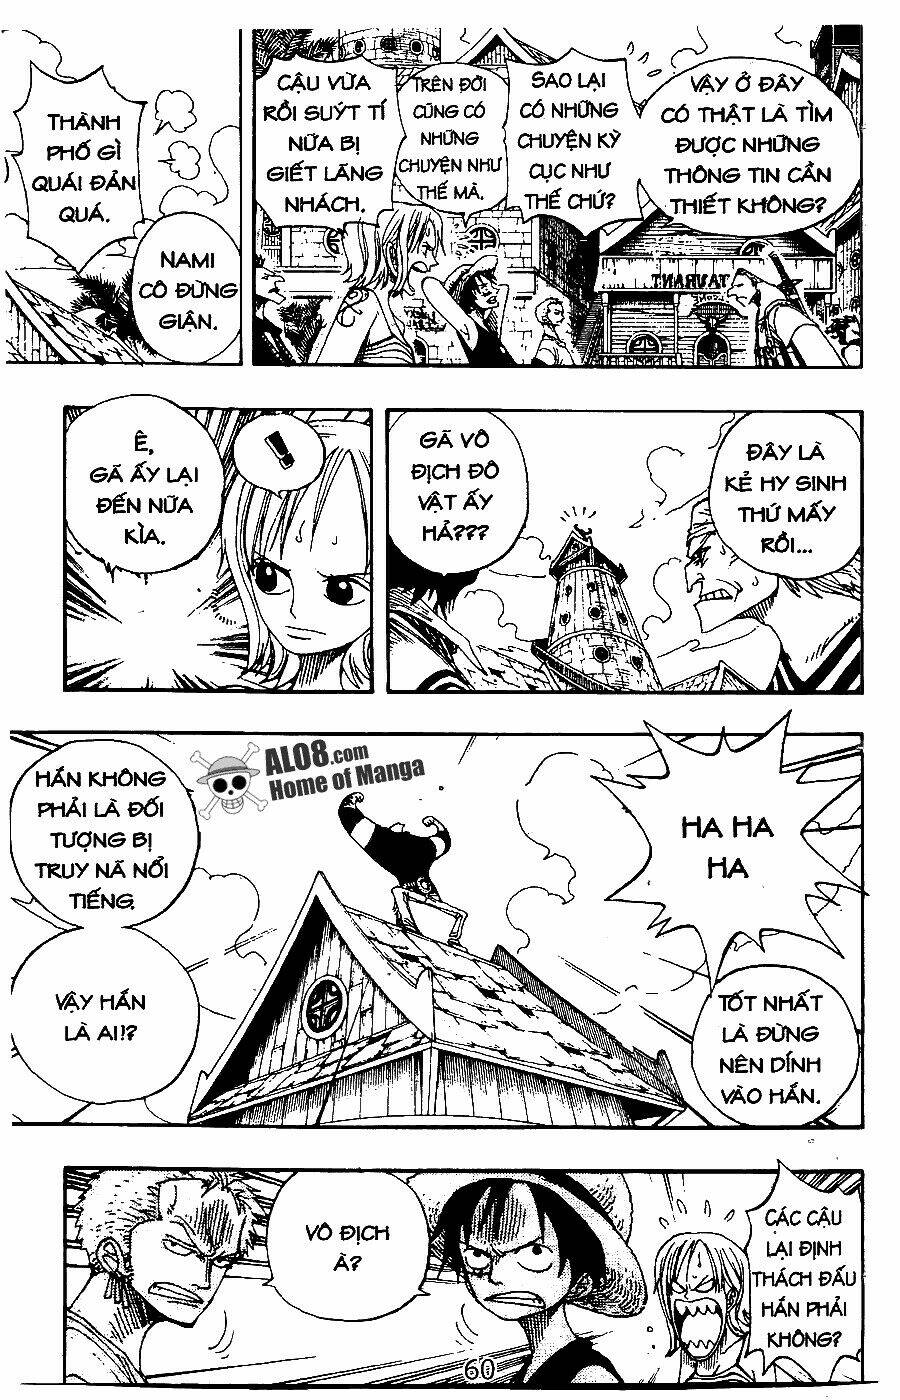 VẬY Ở ĐÂY
CÓ THẬT LÀ TÌM
ĐƯỢC NHỮNG
THÔNG TIN CẦN
THIẾT KHÔNG?
SAO LẠI
CÓ NHỮNG
CHUYỆN KỲ
CỤC NHƯ
THẾ CHỨ?
TRÊN ĐỜI
CŨNG CÓ
NHỮNG
CHUYỆN NHƯ
THẾ MÀ.
CẬU VỪA
RỒI SUÝT TÍ
NỮA BỊ
GIẾT LÃNG
NHÁCH.
THÀNH
PHỐ GÌ
QUÁI ĐẢN
QUÁ.
NAMI
CÔ ĐỪNG
GIẬN.
ĐÂY LÀ
KẺ HY SINH
THỨ MẤY
RỒI...
GÃ VÔ
ĐỊCH ĐÔ
VẬT ẤY
HẢ???
!
Ê,
GÃ ẤY LẠI
ĐẾN NỮA
KÌA.
AL08.com
Home of Manga
HA HA
HA
TỐT NHẤT
LÀ ĐỪNG
NÊN DÍNH
VÀO HẮN.
HẮN KHÔNG
PHẢI LÀ ĐỐI
TƯỢNG BỊ
TRUY NÃ NỔI
TIẾNG.
VẬY HẮN
LÀ AI!?
CÁC CẬU
LẠI ĐỊNH
THÁCH ĐẤU
HẮN PHẢI
KHÔNG?
VÔ ĐỊCH
À?
60